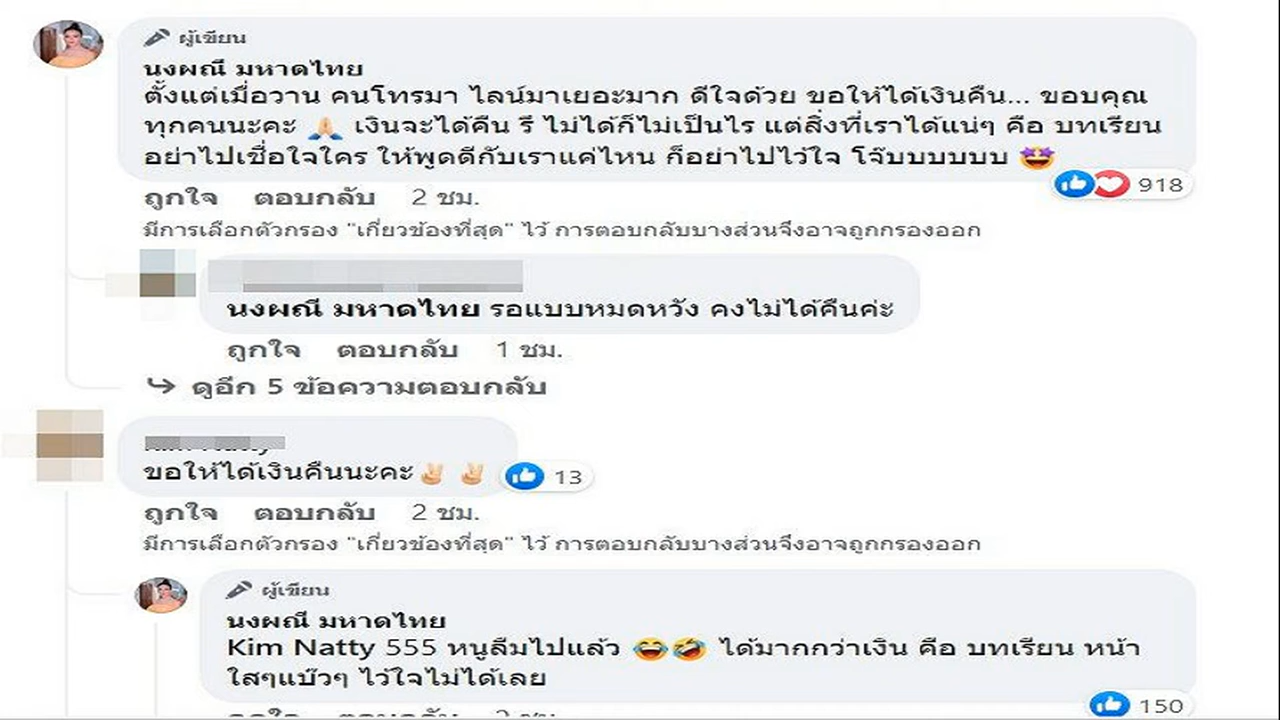 ผู้เขียน
นงผณี มหาดไทย
ตั้งแต่เมื่อวาน คนโทรมา ไลน์มาเยอะมาก ดีใจด้วย ขอให้ได้เงินคืน... ขอบคุณ
ทุกคนนะคะ 🙏🏻 เงินจะได้คืน รึ ไม่ได้ก็ไม่เป็นไร แต่สิ่งที่เราได้แน่ๆ คือ บทเรียน
อย่าไปเชื่อใจใคร ให้พูดดีกับเราแค่ไหน ก็อย่าไปไว้ใจ โจ๊บบบบบบ 🤩
918
ถูกใจ ตอบกลับ 2 ชม.
มีการเลือกตัวกรอง "เกี่ยวข้องที่สุด" ไว้ การตอบกลับบางส่วนจึงอาจถูกกรองออก
นงผณี มหาดไทย รอแบบหมดหวัง คงไม่ได้คืนค่ะ
ถูกใจ ตอบกลับ 1 ชม.
ดูอีก 5 ข้อความตอบกลับ
ขอให้ได้เงินคืนนะคะ✌🏻 ✌🏻
13
ถูกใจ ตอบกลับ 2 ชม.
มีการเลือกตัวกรอง "เกี่ยวข้องที่สุด" ไว้ การตอบกลับบางส่วนจึงอาจถูกกรองออก
ผู้เขียน
นงผณี มหาดไทย
Kim Natty 555 หนูลืมไปแล้ว 😂🤣 ได้มากกว่าเงิน คือ บทเรียน หน้า
ใสๆแบ๊วๆ ไว้ใจไม่ได้เลย
150